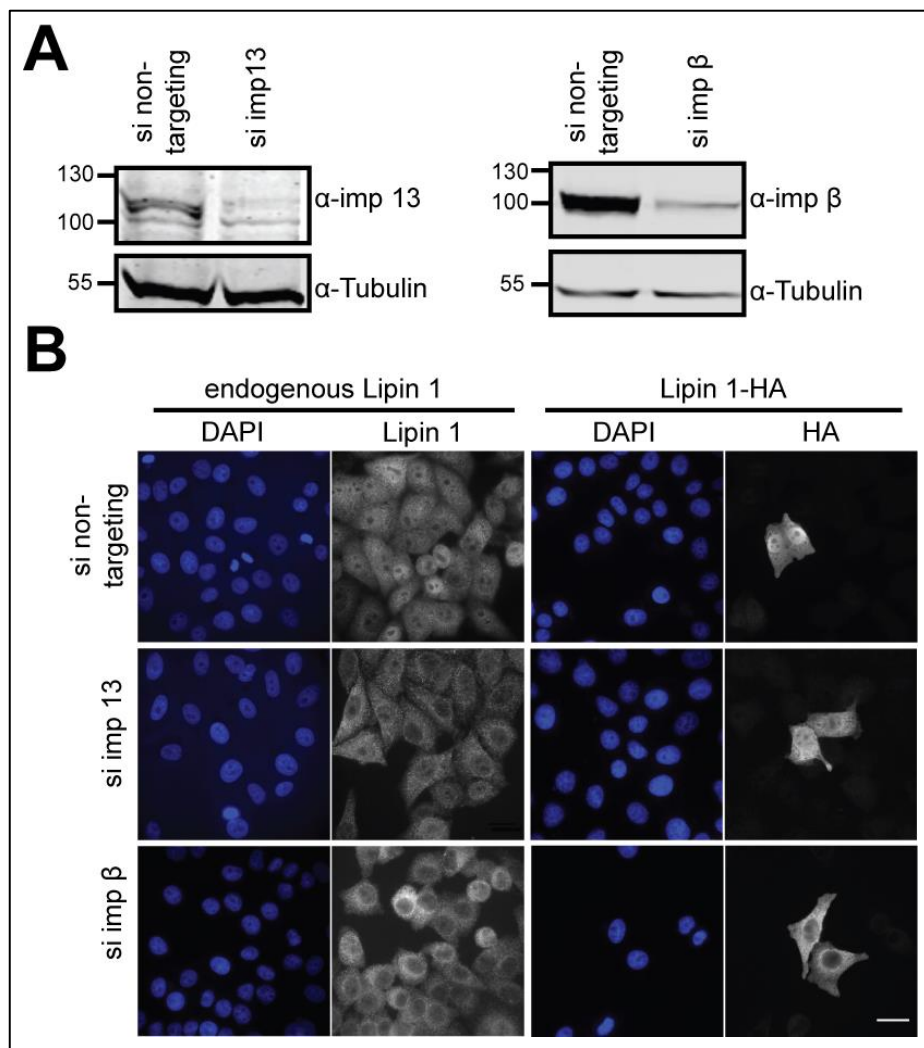 A
si non-
targeting
si imp13
130
100
α-imp 13
55
α-Tubulin
si non-
targeting
si imp β
130
100
α-imp β
55
α-Tubulin
B
endogenous Lipin 1
Lipin 1-HA
DAPI
Lipin 1
DAPI
HA
si non-
targeting
si imp 13
si imp β